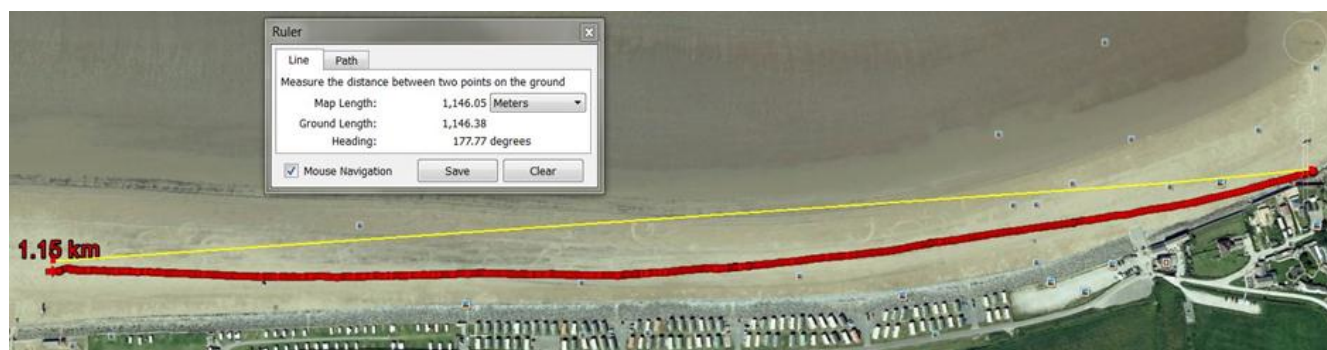 Ruler
Line Path
Measure the distance between two points on the ground
Map Length: 1,146.05 Meters
Ground Length: 1,146.38
Heading: 177.77 degrees
Mouse Navigation Save Clear
1.15 km